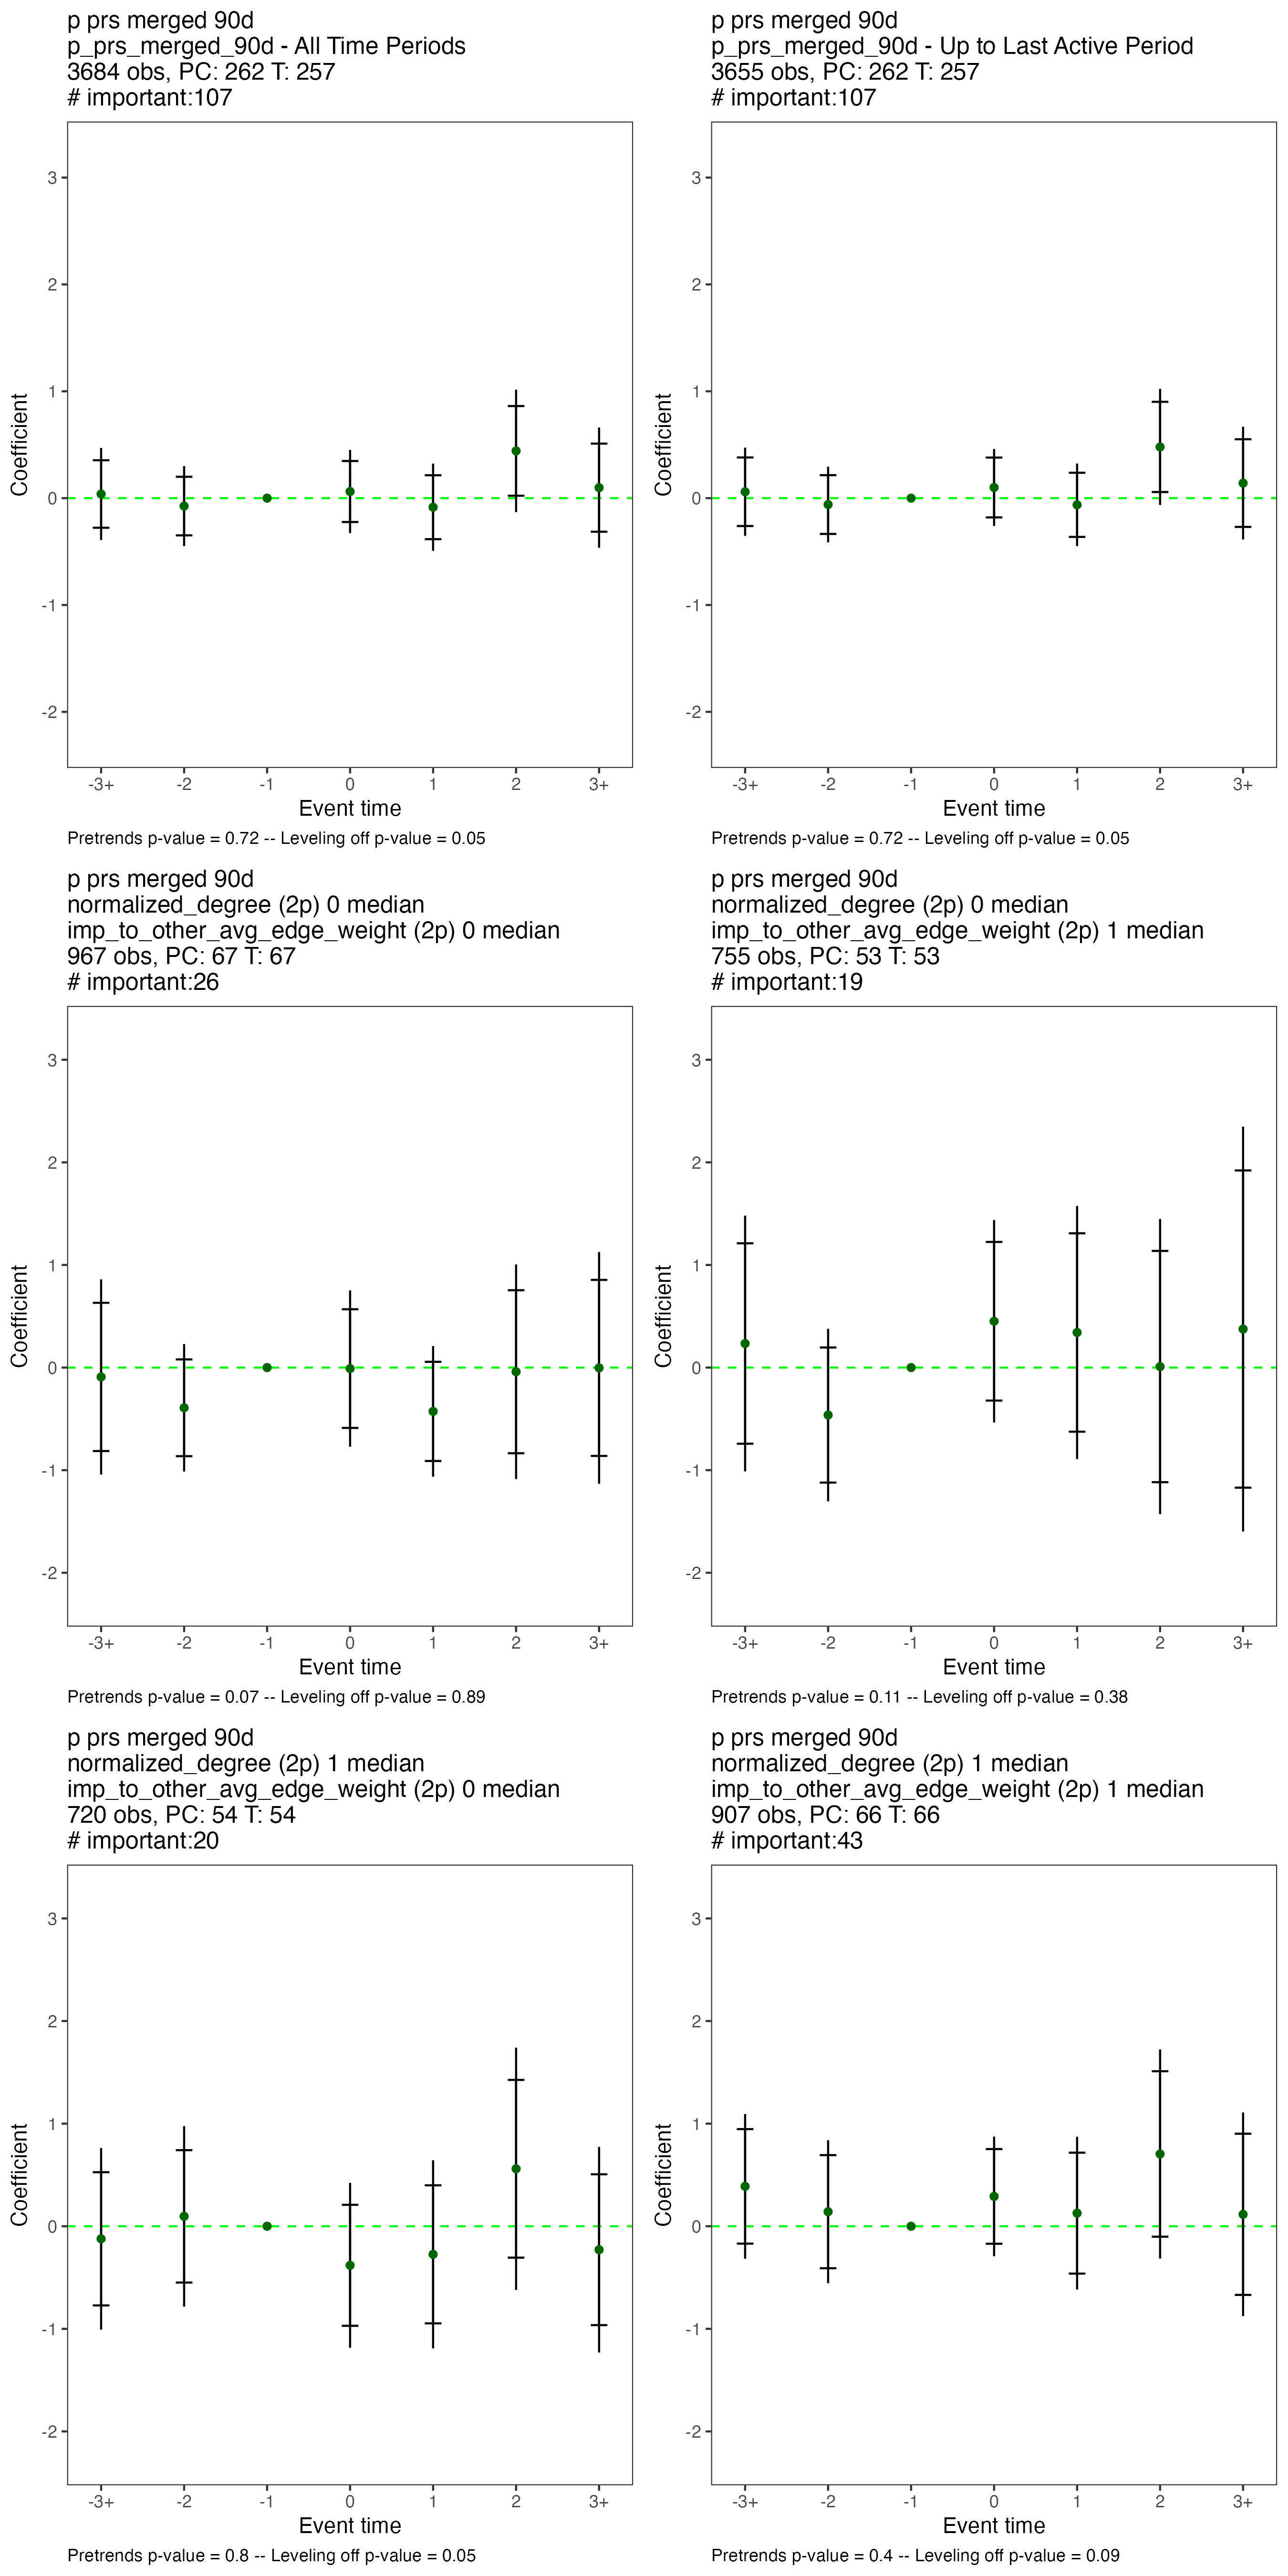 p prs merged 90d
p_prs_merged_90d - All Time Periods
3684 obs, PC: 262 T: 257
# important:107
3
2
1
0
-1
-2
Coefficient
-3+
-2
-1
0
1
2
3+
Event time
Pretrends p-value = 0.72 -- Leveling off p-value = 0.05
p prs merged 90d
p_prs_merged_90d - Up to Last Active Period
3655 obs, PC: 262 T: 257
# important:107
3
2
1
0
-1
-2
Coefficient
-3+
-2
-1
0
1
2
3+
Event time
Pretrends p-value = 0.72 -- Leveling off p-value = 0.05
p prs merged 90d
normalized_degree (2p) 0 median
imp_to_other_avg_edge_weight (2p) 0 median
967 obs, PC: 67 T: 67
# important:26
3
2
1
0
-1
-2
Coefficient
-3+
-2
-1
0
1
2
3+
Event time
Pretrends p-value = 0.07 -- Leveling off p-value = 0.89
p prs merged 90d
normalized_degree (2p) 0 median
imp_to_other_avg_edge_weight (2p) 1 median
755 obs, PC: 53 T: 53
# important:19
3
2
1
0
-1
-2
Coefficient
-3+
-2
-1
0
1
2
3+
Event time
Pretrends p-value = 0.11 -- Leveling off p-value = 0.38
p prs merged 90d
normalized_degree (2p) 1 median
imp_to_other_avg_edge_weight (2p) 0 median
720 obs, PC: 54 T: 54
# important:20
3
2
1
0
-1
-2
Coefficient
-3+
-2
-1
0
1
2
3+
Event time
Pretrends p-value = 0.8 -- Leveling off p-value = 0.05
p prs merged 90d
normalized_degree (2p) 1 median
imp_to_other_avg_edge_weight (2p) 1 median
907 obs, PC: 66 T: 66
# important:43
3
2
1
0
-1
-2
Coefficient
-3+
-2
-1
0
1
2
3+
Event time
Pretrends p-value = 0.4 -- Leveling off p-value = 0.09